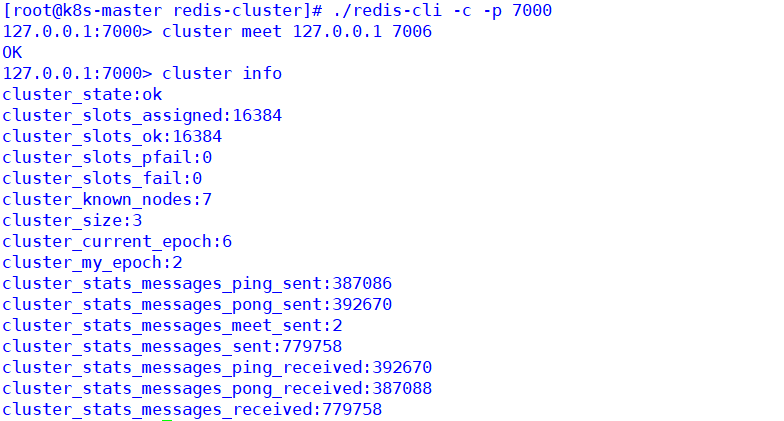 [root@k8s-master redis-cluster]# ./redis-cli -c -p 7000
127.0.0.1:7000> cluster meet 127.0.0.1 7006
OK
127.0.0.1:7000> cluster info
cluster_state:ok
cluster_slots_assigned:16384
cluster_slots_ok:16384
cluster_slots_pfail:0
cluster_slots_fail:0
cluster_known_nodes:7
cluster_size:3
cluster_current_epoch:6
cluster_my_epoch:2
cluster_stats_messages_ping_sent:387086
cluster_stats_messages_pong_sent:392670
cluster_stats_messages_meet_sent:2
cluster_stats_messages_sent:779758
cluster_stats_messages_ping_received:392670
cluster_stats_messages_pong_received:387088
cluster_stats_messages_received:779758